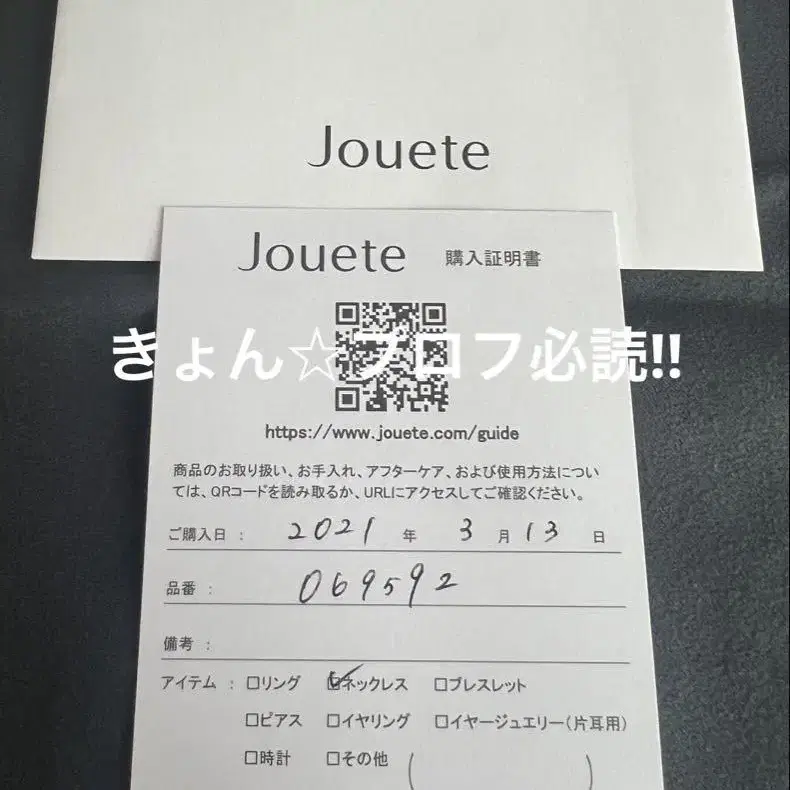 Jouete
Jouete 購入証明書
きょん☆プロフ必読!!
https://www.jouete.com/guide
商品のお取り扱い、お手入れ、アフターケア、および使用方法につい
ては、QRコードを読み取るか、URLにアクセスしてご確認ください。
ご購入日 : 2021 年 3 月 13 日
品番 : 069592
備考 :
アイテム : □リング ☑ネックレス □ブレスレット
□ピアス □イヤリング □イヤージュエリー(片耳用)
□時計 □その他 ( )